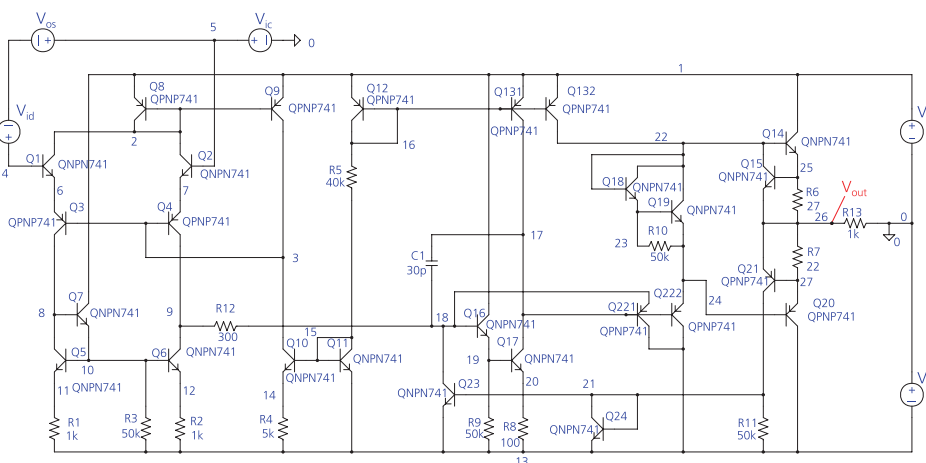 Vos
5
Vic
0
1
Q8
QPNP741
Q9
QPNP741
Q12
QPNP741
Q131
QPNP741
Q132
QPNP741
V
Vid
2
16
22
Q14
QNPN741
Q1
QNPN741
Q2
QNPN741
4
R5
40k
Q15
QNPN741
25
6
7
Q18
QNPN741
R6
27
Vout
Q3
QPNP741
Q4
QPNP741
Q19
QNPN741
26
R13
1k
0
0
17
R10
50k
23
3
C1
30p
R7
22
Q21
QPNP741
27
Q7
QNPN741
8
9
R12
300
18
Q16
QNPN741
Q221
QPNP741
Q222
QPNP741
24
Q20
QPNP741
15
Q5
QNPN741
10
Q6
QNPN741
Q10
QNPN741
Q11
QNPN741
19
Q17
QNPN741
V
11
12
14
Q23
QNPN741
20
21
R1
1k
R3
50k
R2
1k
R4
5k
R9
50k
R8
100
Q24
QNPN741
R11
50k
13